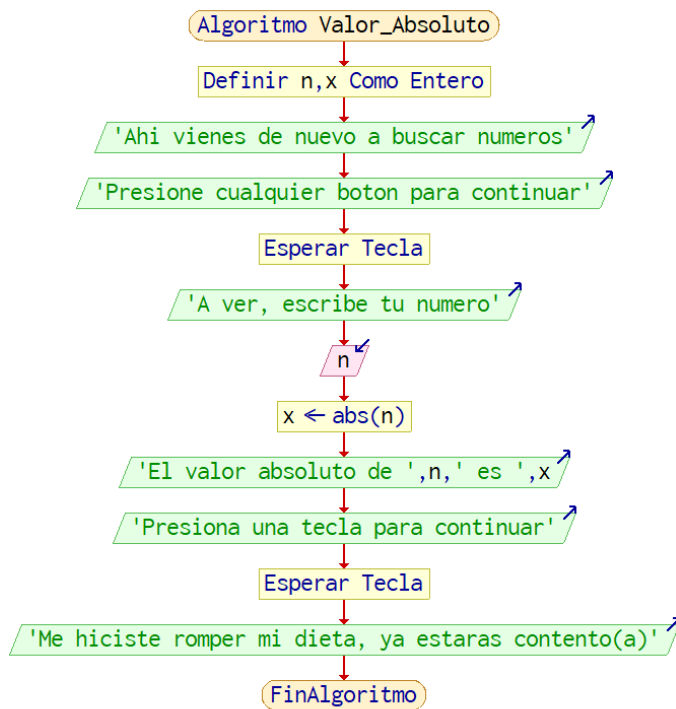 Algoritmo Valor_Absoluto
Definir n,x Como Entero
'Ahi vienes de nuevo a buscar numeros'
'Presione cualquier boton para continuar'
Esperar Tecla
'A ver, escribe tu numero'
n
x ← abs(n)
'El valor absoluto de ',n,' es ',x
'Presiona una tecla para continuar'
Esperar Tecla
'Me hiciste romper mi dieta, ya estaras contento(a)'
FinAlgoritmo